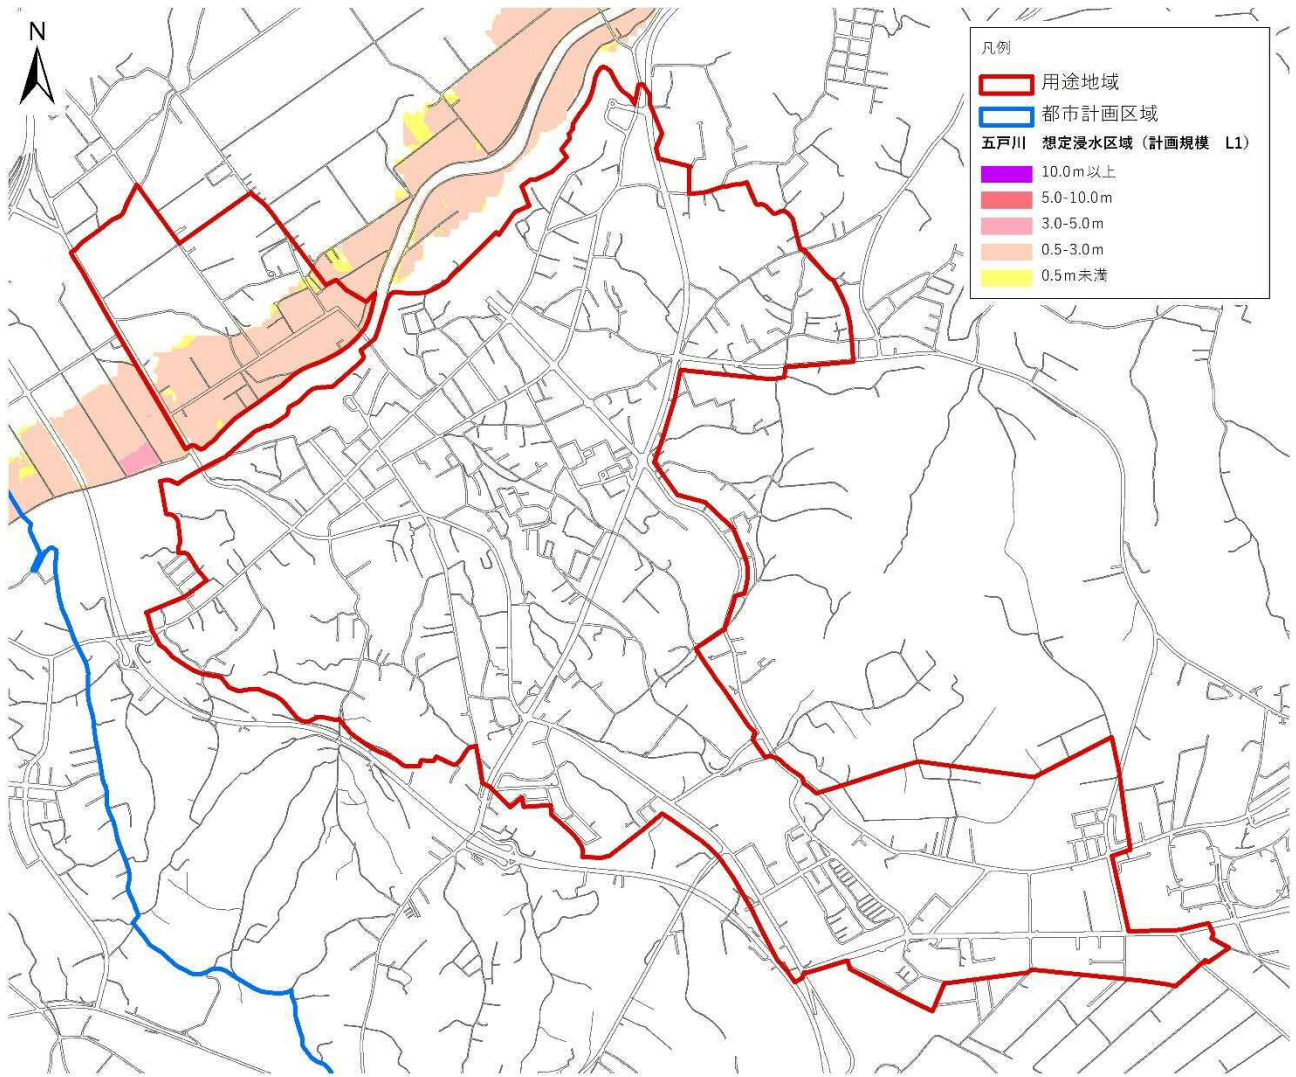 N
凡例
用途地域
都市計画区域
五戸川 想定浸水区域（計画規模 L1）
10.0m以上
5.0-10.0m
3.0-5.0m
0.5-3.0m
0.5m未満